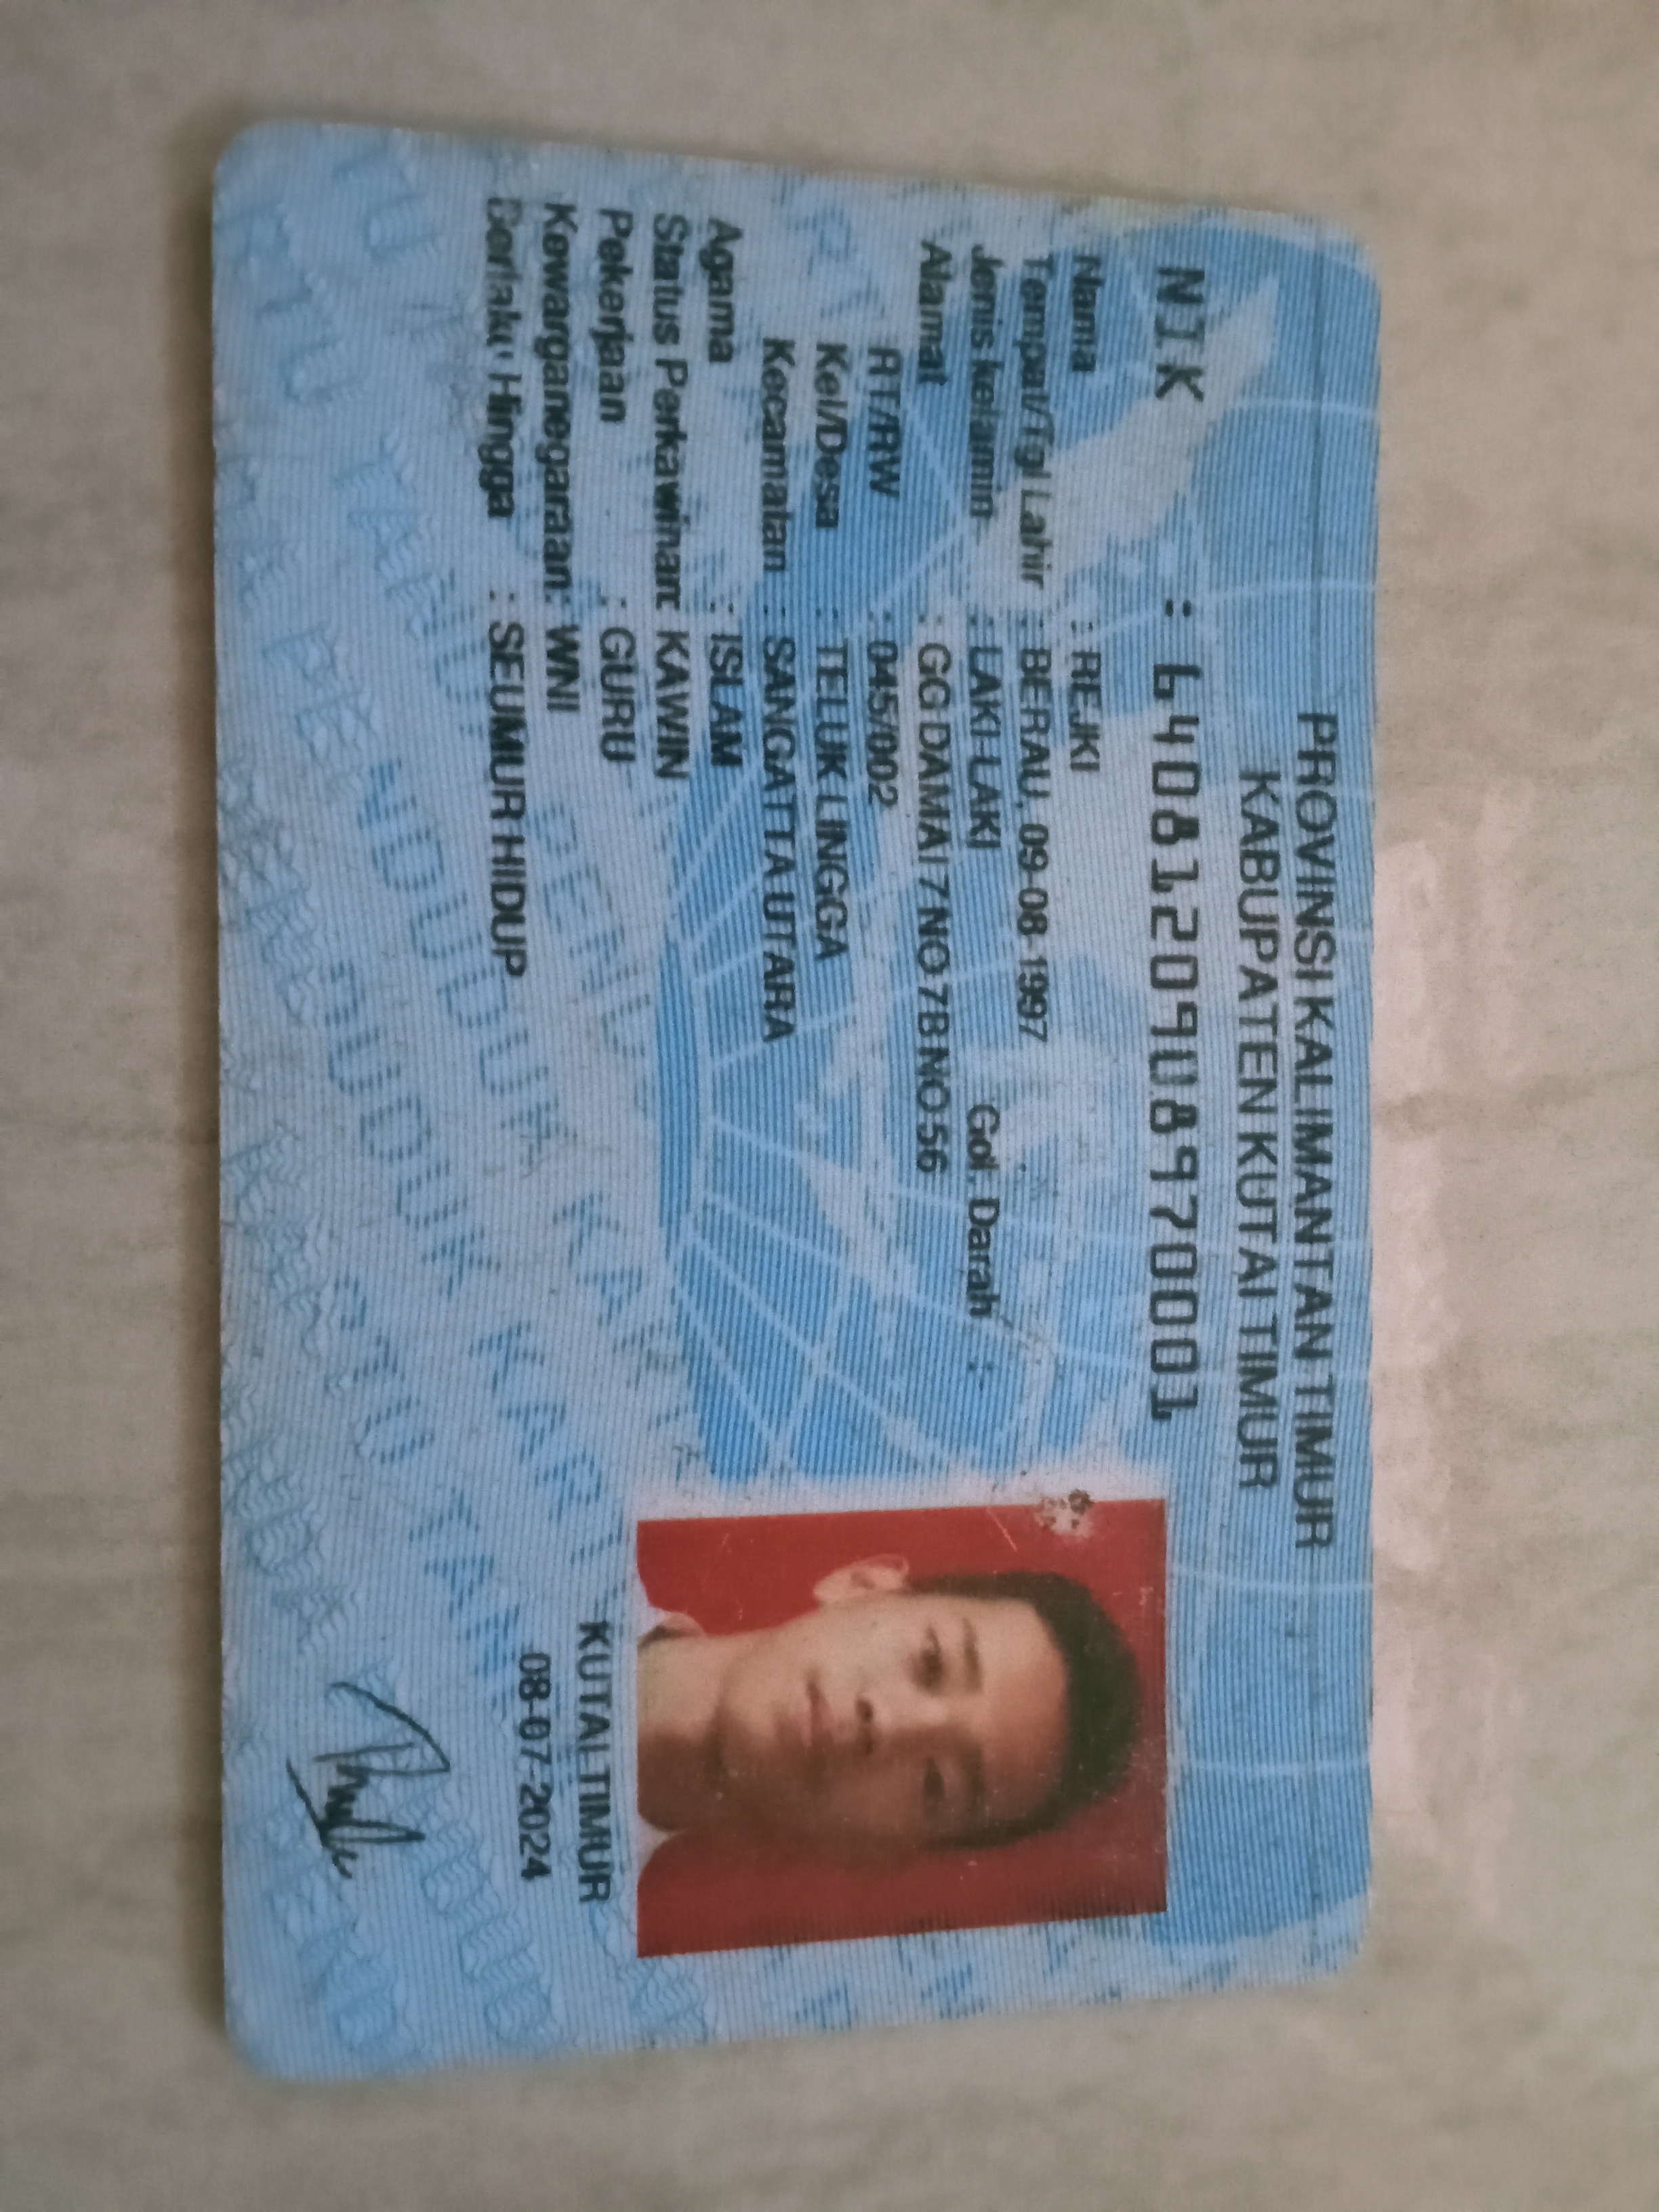 PROVINSI KALIMANTAN TIMUR
KABUPATEN KUTAI TIMUR
NIK : 6408120908970001
Nama : REJKI
Tempat/Tgl Lahir : BERAU, 09-08-1997
Jenis kelamin : LAKI-LAKI Gol. Darah :
Alamat : GG DAMAI 7 NO 7B NO 56
RT/RW : 045/002
Kel/Desa : TELUK LINGGA
Kecamatan : SANGATTA UTARA
Agama : ISLAM
Status Perkawinan: KAWIN
Pekerjaan : GURU
Kewarganegaraan: WNI
Berlaku Hingga : SEUMUR HIDUP
KUTAI TIMUR
08-07-2024